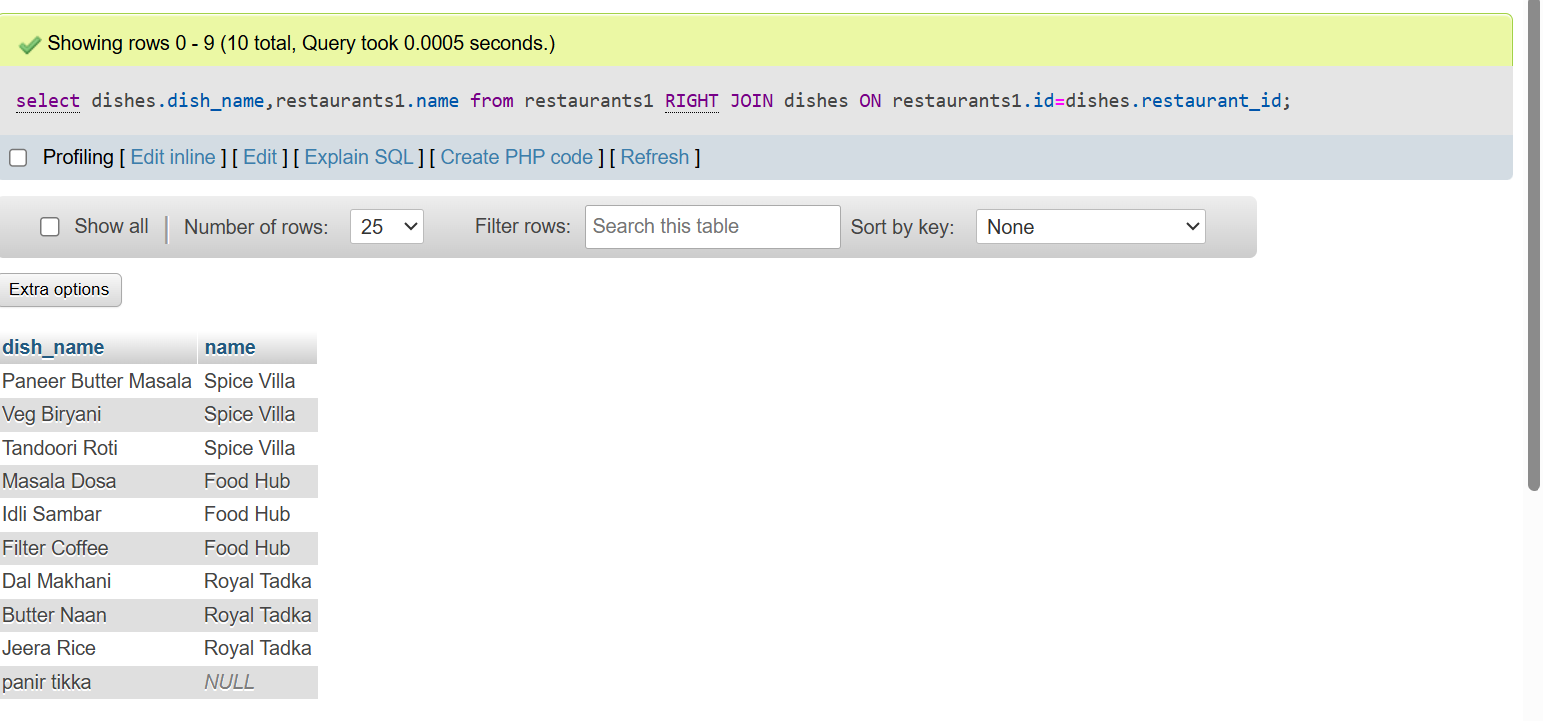 Showing rows 0 - 9 (10 total, Query took 0.0005 seconds.)
select dishes.dish_name,restaurants1.name from restaurants1 RIGHT JOIN dishes ON restaurants1.id=dishes.restaurant_id;
Profiling [ Edit inline ] [ Edit ] [ Explain SQL ] [ Create PHP code ] [ Refresh ]
Show all Number of rows: 25 Filter rows: Search this table Sort by key: None
Extra options
dish_name name
Paneer Butter Masala Spice Villa
Veg Biryani Spice Villa
Tandoori Roti Spice Villa
Masala Dosa Food Hub
Idli Sambar Food Hub
Filter Coffee Food Hub
Dal Makhani Royal Tadka
Butter Naan Royal Tadka
Jeera Rice Royal Tadka
panir tikka NULL